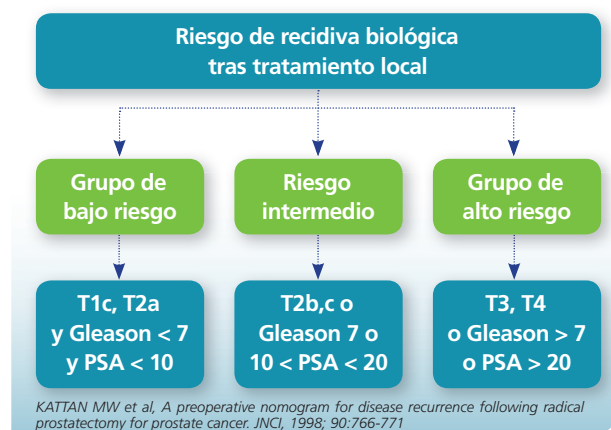 Riesgo de recidiva biológica
tras tratamiento local
Grupo de
bajo riesgo
Riesgo
intermedio
Grupo de
alto riesgo
T1c, T2a
y Gleason < 7
y PSA < 10
T2b,c o
Gleason 7 o
10 < PSA < 20
T3, T4
o Gleason > 7
o PSA > 20
KATTAN MW et al, A preoperative nomogram for disease recurrence following radical
prostatectomy for prostate cancer. JNCI, 1998; 90:766-771